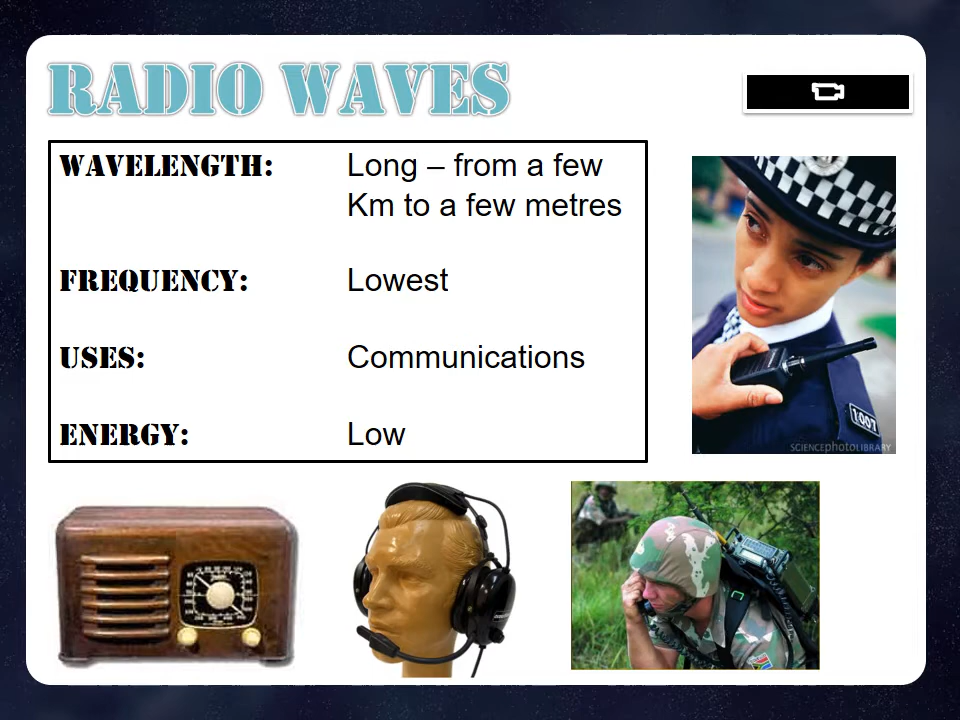 RADIO WAVES
WAVELENGTH: Long – from a few
Km to a few metres
FREQUENCY: Lowest
USES: Communications
ENERGY: Low
1007
SCIENCEphotoLIBRARY